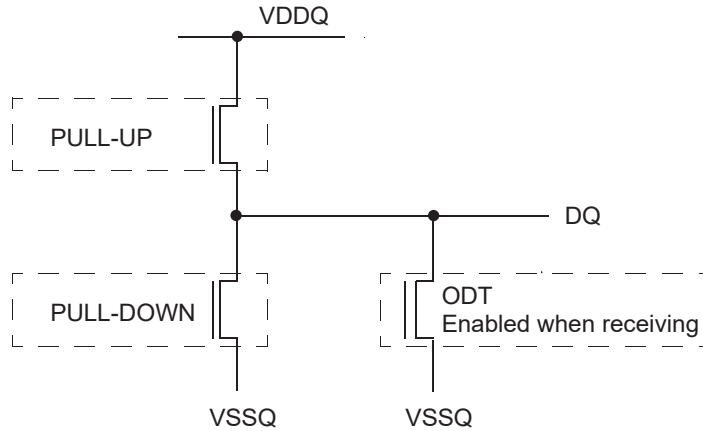 VDDQ
PULL-UP
DQ
PULL-DOWN
ODT
Enabled when receiving
VSSQ
VSSQ